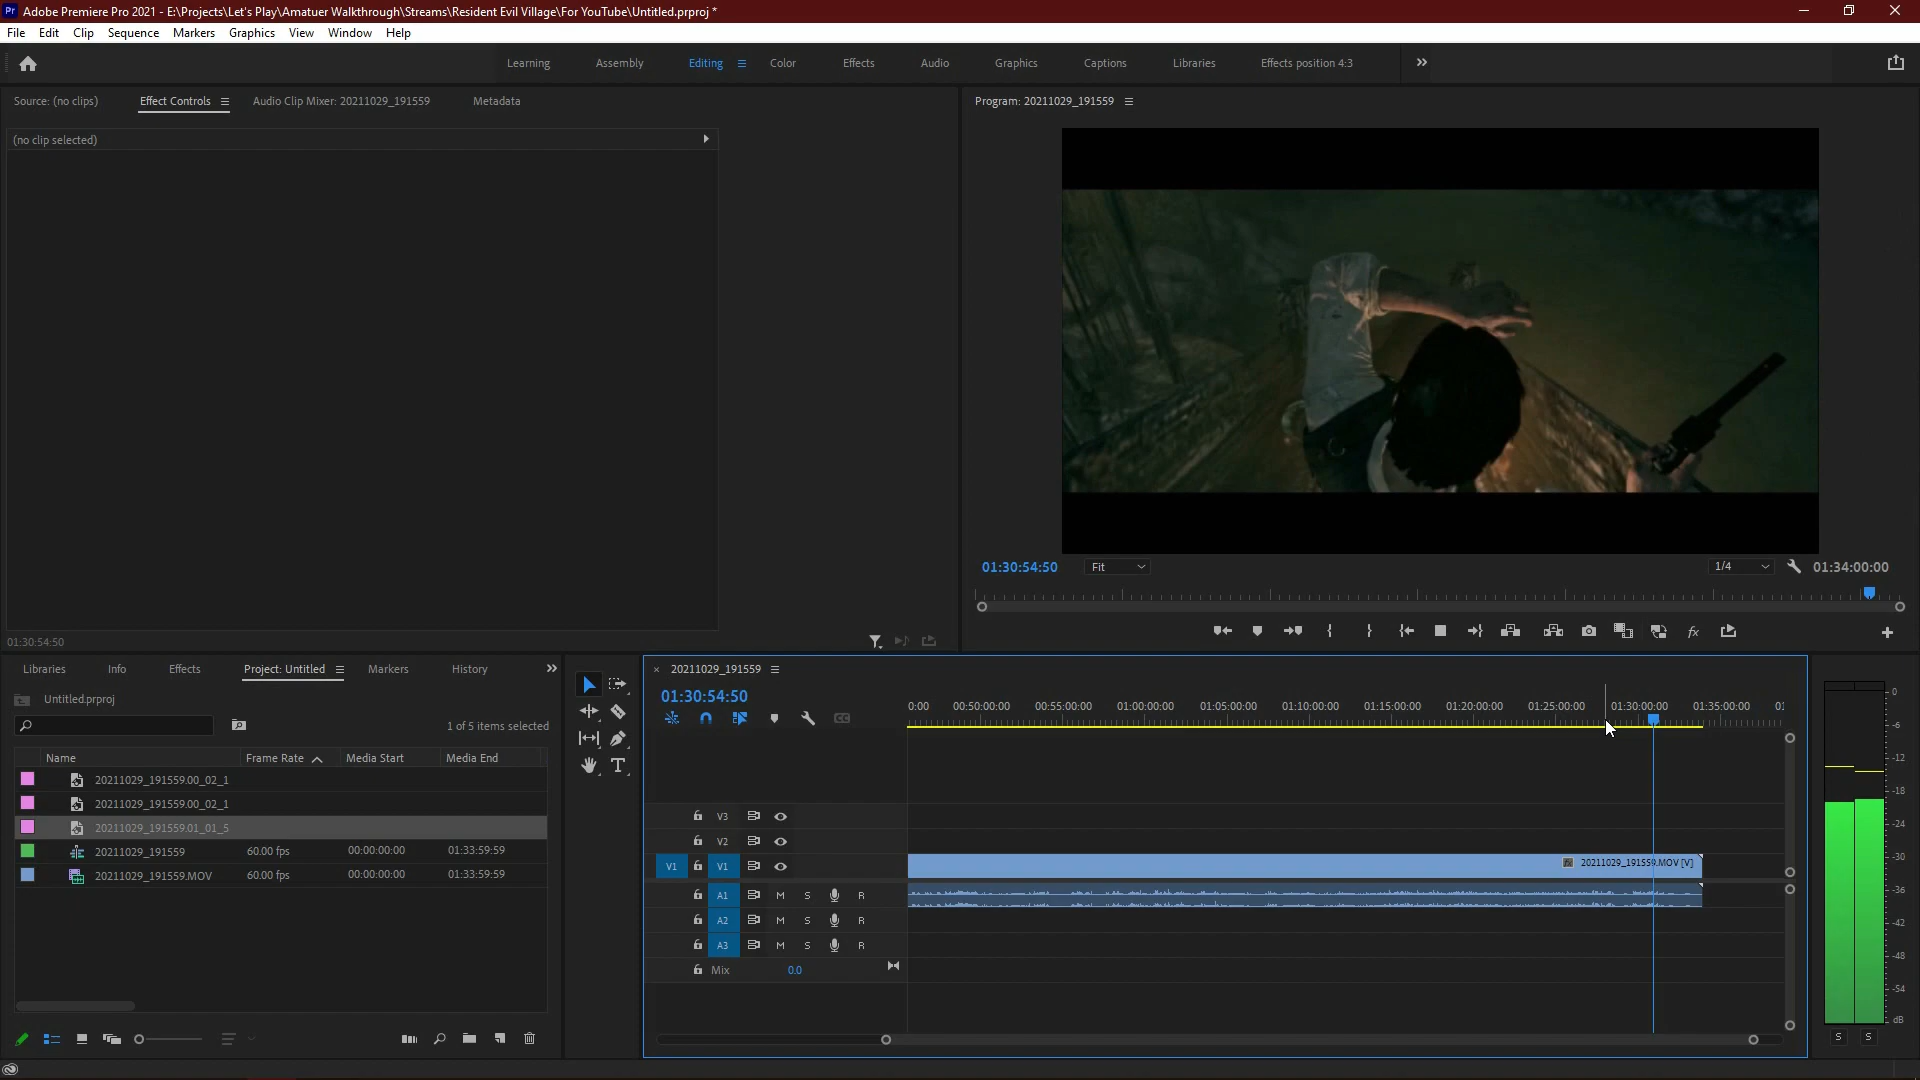 Pr Adobe Premiere Pro 2021 - E:\Projects\Let's Play\Amatuer Walkthrough\Streams\Resident Evil Village\For YouTube\Untitled.prproj *
File Edit Clip Sequence Markers Graphics View Window Help
Learning Assembly Editing Color Effects Audio Graphics Captions Libraries Effects position 4:3
Source: (no clips) Effect Controls Audio Clip Mixer: 20211029_191559 Metadata
Program: 20211029_191559
(no clip selected)
01:30:54:50 Fit 1/4 01:34:00:00
01:30:54:50
Libraries Info Effects Project: Untitled Markers History
Untitled.prproj
1 of 5 items selected
Name Frame Rate Media Start Media End
20211029_191559.00_02_1
20211029_191559.00_02_1
20211029_191559.01_01_5
20211029_191559 60.00 fps 00:00:00:00 01:33:59:59
20211029_191559.MOV 60.00 fps 00:00:00:00 01:33:59:59
20211029_191559
01:30:54:50
0:00 00:50:00:00 00:55:00:00 01:00:00:00 01:05:00:00 01:10:00:00 01:15:00:00 01:20:00:00 01:25:00:00 01:30:00:00 01:35:00:00
V3
V2
V1 V1 fx 20211029_191559.MOV [V]
A1 M S R
A2 M S R
A3 M S R
Mix 0.0
0
-6
-12
-18
-24
-30
-36
-42
-48
-54
dB
S S